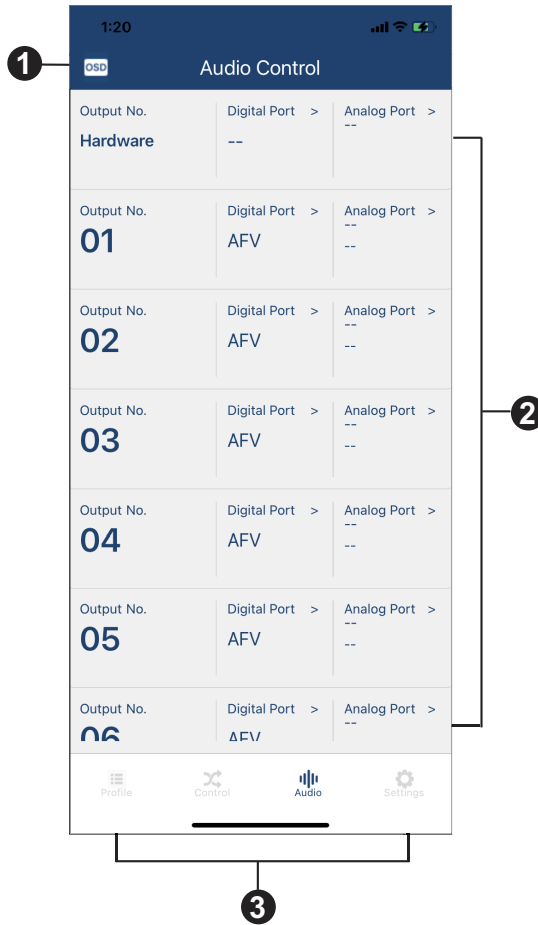 1:20
1
OSD
Audio Control
Output No. Digital Port > Analog Port >
--
Hardware --
Output No. Digital Port > Analog Port >
--
01 AFV --
Output No. Digital Port > Analog Port >
--
02 AFV --
Output No. Digital Port > Analog Port >
--
03 AFV --
2
Output No. Digital Port > Analog Port >
--
04 AFV --
Output No. Digital Port > Analog Port >
--
05 AFV --
Output No. Digital Port > Analog Port >
--
06 AFV
Profile Control Audio Settings
3